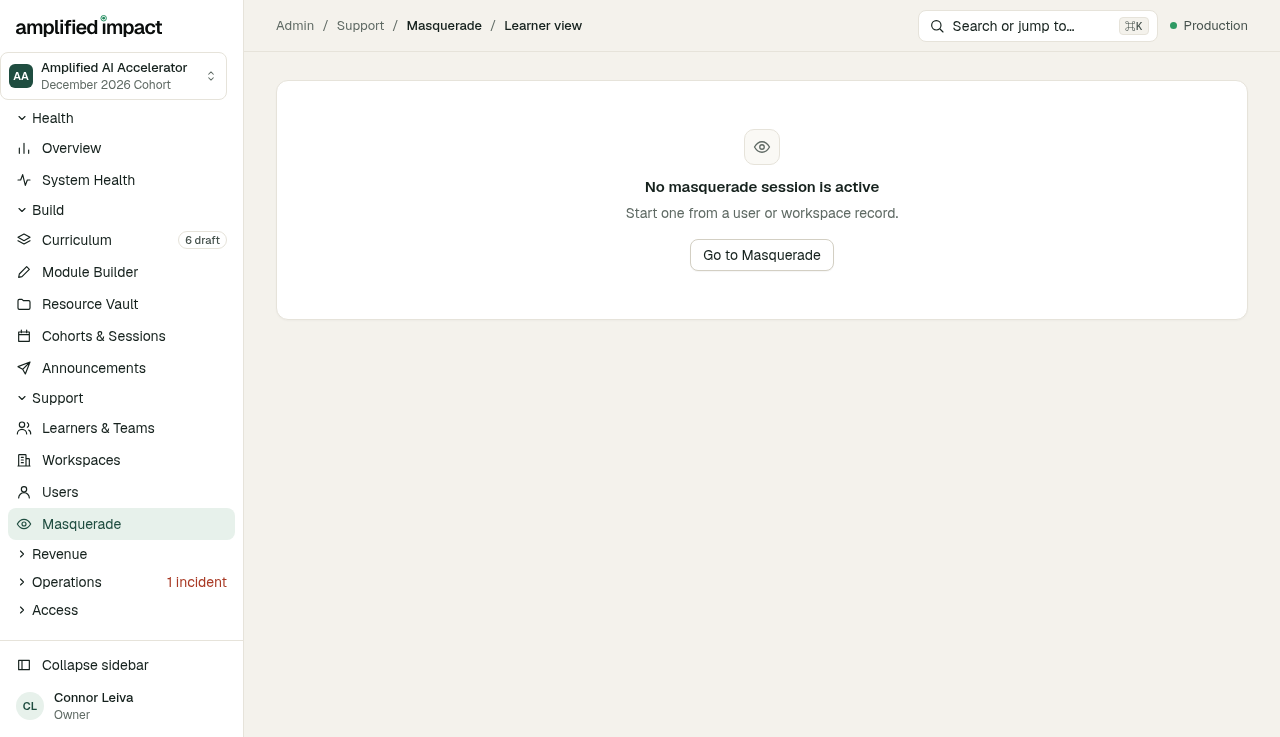 amplified impact
AA
Amplified AI Accelerator
December 2026 Cohort
Health
Overview
System Health
Build
Curriculum
6 draft
Module Builder
Resource Vault
Cohorts & Sessions
Announcements
Support
Learners & Teams
Workspaces
Users
Masquerade
Revenue
Operations
1 incident
Access
Collapse sidebar
CL
Connor Leiva
Owner
Admin / Support / Masquerade / Learner view
Search or jump to...
⌘K
Production
No masquerade session is active
Start one from a user or workspace record.
Go to Masquerade